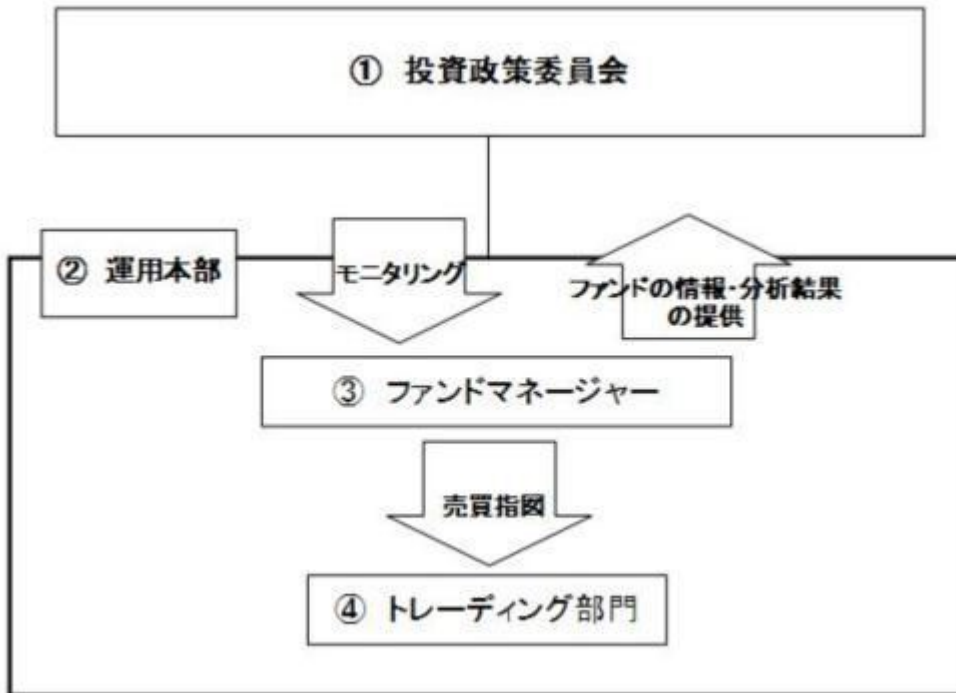 ① 投資政策委員会
② 運用本部
モニタリング
ファンドの情報・分析結果
の提供
③ ファンドマネージャー
売買指図
④ トレーディング部門